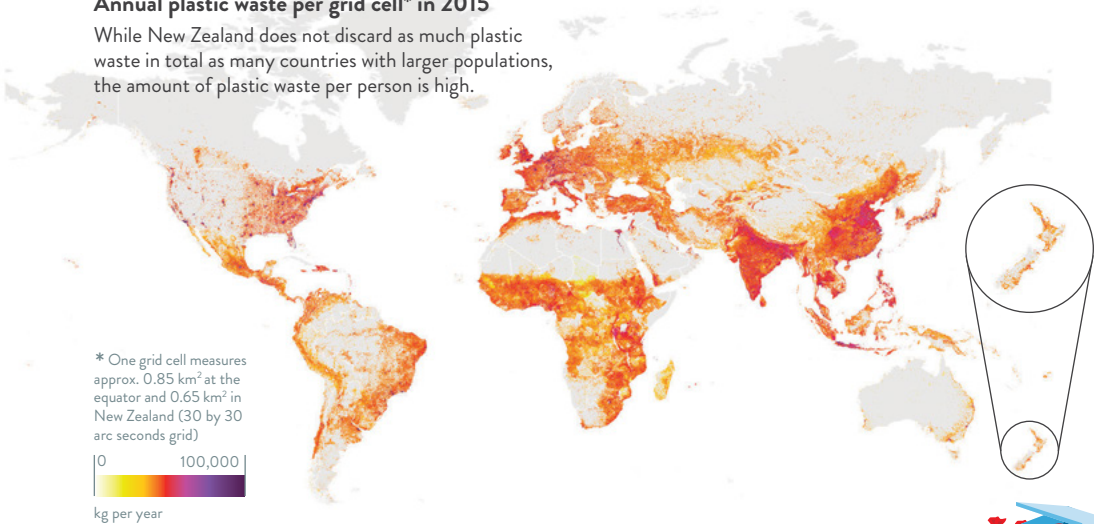 Annual plastic waste per grid cell* in 2015
While New Zealand does not discard as much plastic
waste in total as many countries with larger populations,
the amount of plastic waste per person is high.
* One grid cell measures
approx. 0.85 km² at the
equator and 0.65 km² in
New Zealand (30 by 30
arc seconds grid)
0 100,000
kg per year